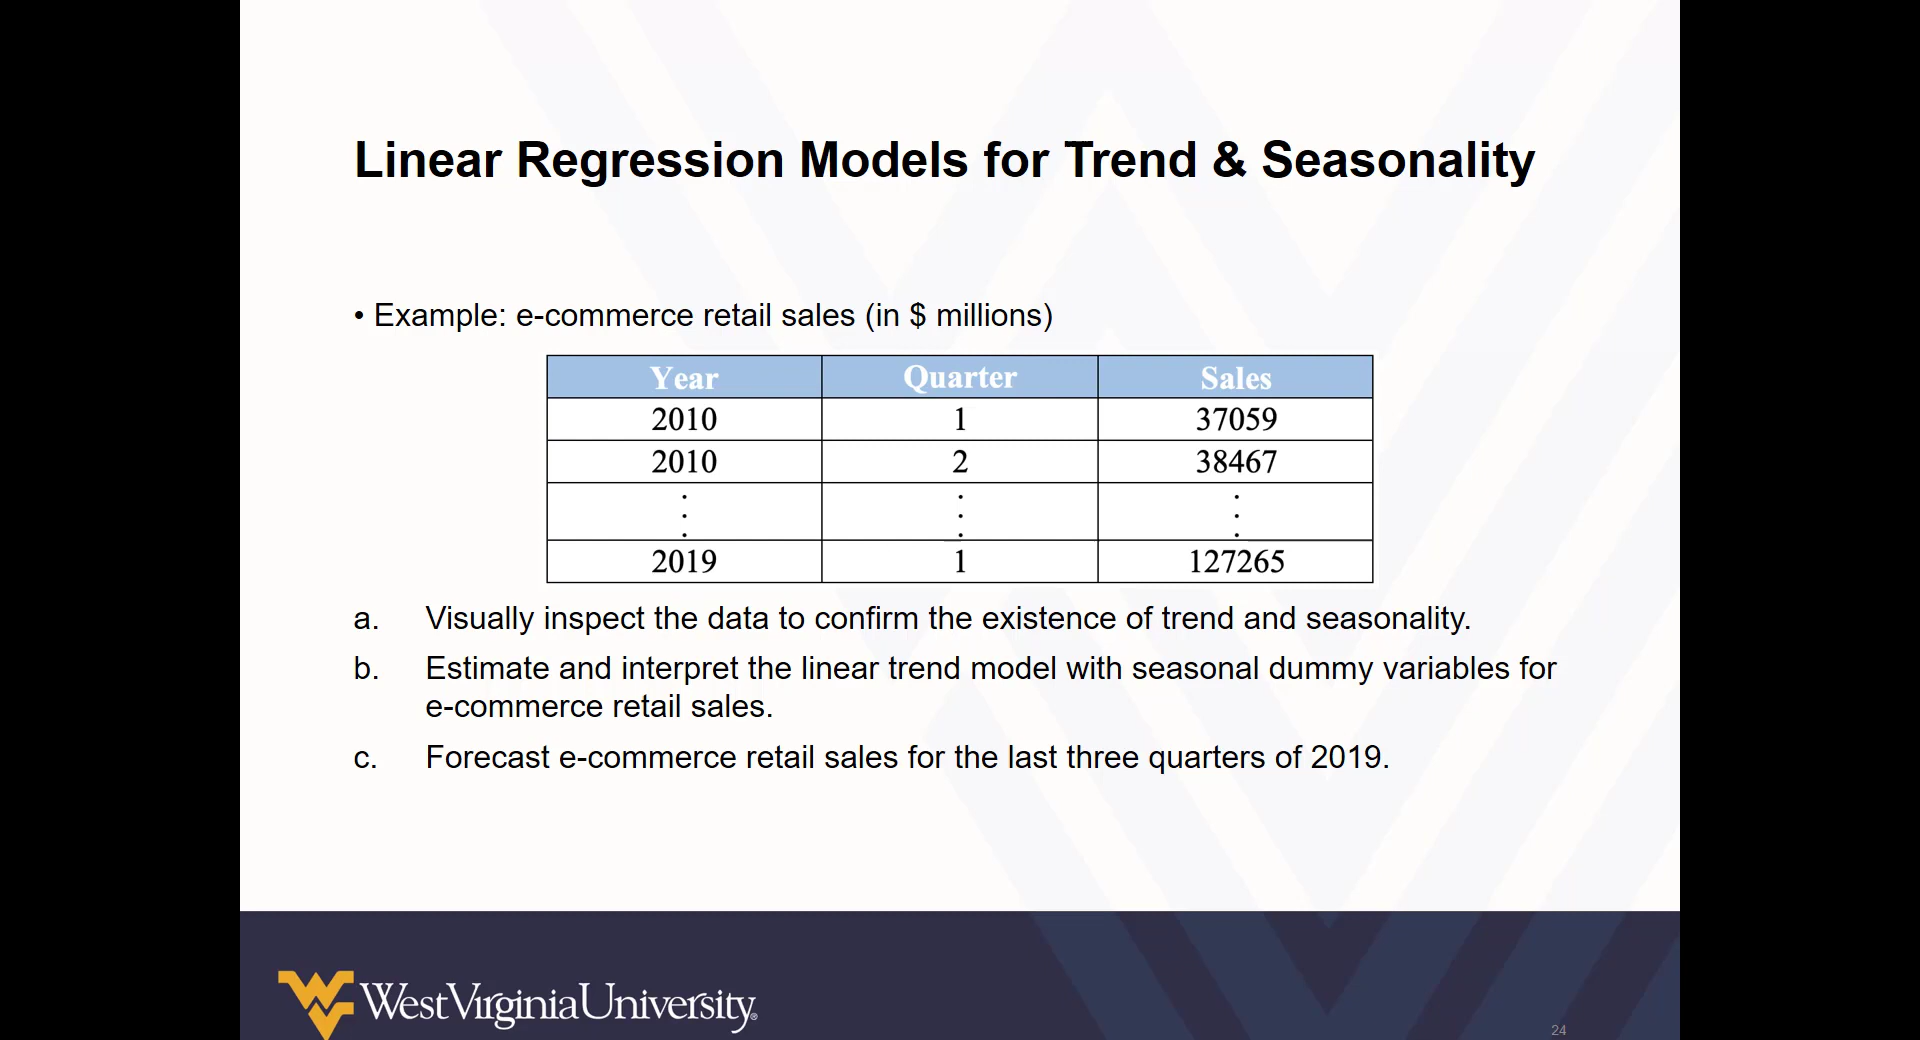 Linear Regression Models for Trend & Seasonality
• Example: e-commerce retail sales (in $ millions)
Year Quarter Sales
2010 1 37059
2010 2 38467
: : :
2019 1 127265
a. Visually inspect the data to confirm the existence of trend and seasonality.
b. Estimate and interpret the linear trend model with seasonal dummy variables for
e-commerce retail sales.
c. Forecast e-commerce retail sales for the last three quarters of 2019.
WestVirginiaUniversity®
24